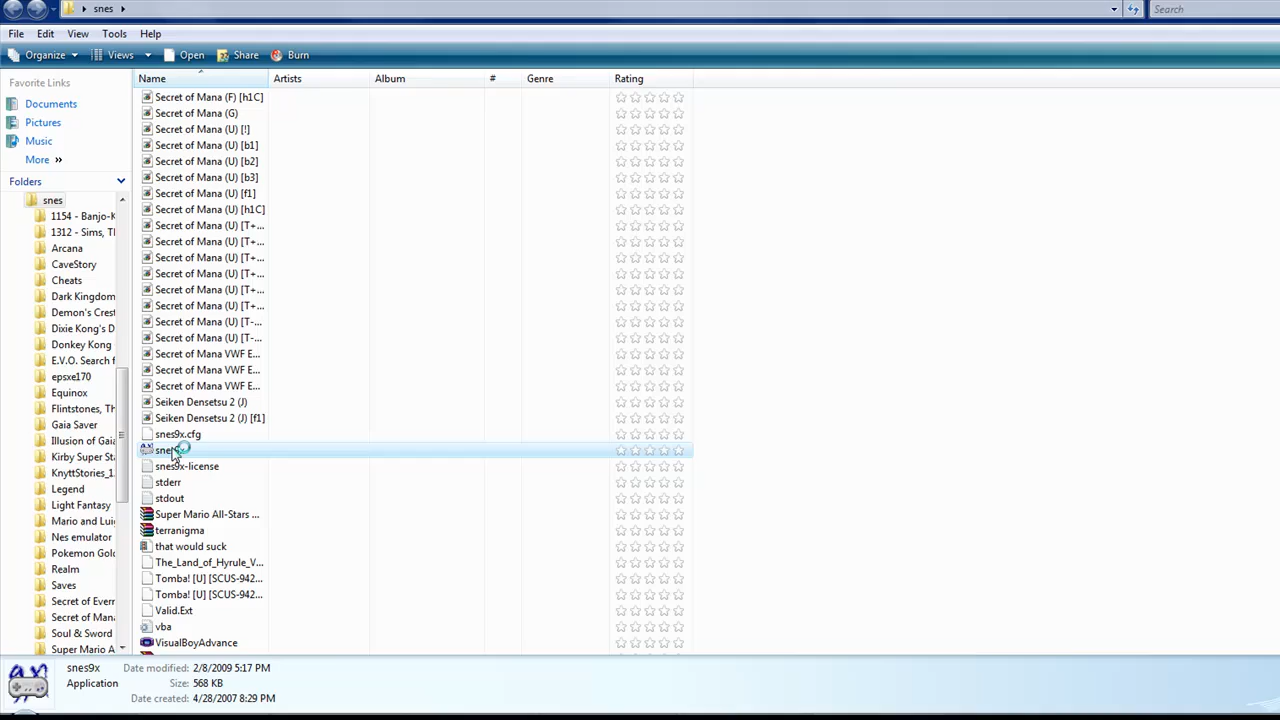 snes
Search
File Edit View Tools Help
Organize Views Open Share Burn
Favorite Links
Documents
Pictures
Music
More »
Folders
snes
1154 - Banjo-K
1312 - Sims, Th
Arcana
CaveStory
Cheats
Dark Kingdom
Demon's Crest
Dixie Kong's D
Donkey Kong
E.V.O. Search f
epsxe170
Equinox
Flintstones, Th
Gaia Saver
Illusion of Gaia
Kirby Super Sta
KnyttStories_1.
Legend
Light Fantasy
Mario and Luig
Nes emulator
Pokemon Gold
Realm
Saves
Secret of Everm
Secret of Mana
Soul & Sword
Super Mario Al
Name Artists Album # Genre Rating
Secret of Mana (F) [h1C]
Secret of Mana (G)
Secret of Mana (U) [!]
Secret of Mana (U) [b1]
Secret of Mana (U) [b2]
Secret of Mana (U) [b3]
Secret of Mana (U) [f1]
Secret of Mana (U) [h1C]
Secret of Mana (U) [T+...
Secret of Mana (U) [T+...
Secret of Mana (U) [T+...
Secret of Mana (U) [T+...
Secret of Mana (U) [T+...
Secret of Mana (U) [T+...
Secret of Mana (U) [T-...
Secret of Mana (U) [T-...
Secret of Mana VWF E...
Secret of Mana VWF E...
Secret of Mana VWF E...
Seiken Densetsu 2 (J)
Seiken Densetsu 2 (J) [f1]
snes9x.cfg
snes9x
snes9x-license
stderr
stdout
Super Mario All-Stars ...
terranigma
that would suck
The_Land_of_Hyrule_V...
Tomba! [U] [SCUS-942...
Tomba! [U] [SCUS-942...
Valid.Ext
vba
VisualBoyAdvance
snes9x Date modified: 2/8/2009 5:17 PM
Application Size: 568 KB
Date created: 4/28/2007 8:29 PM